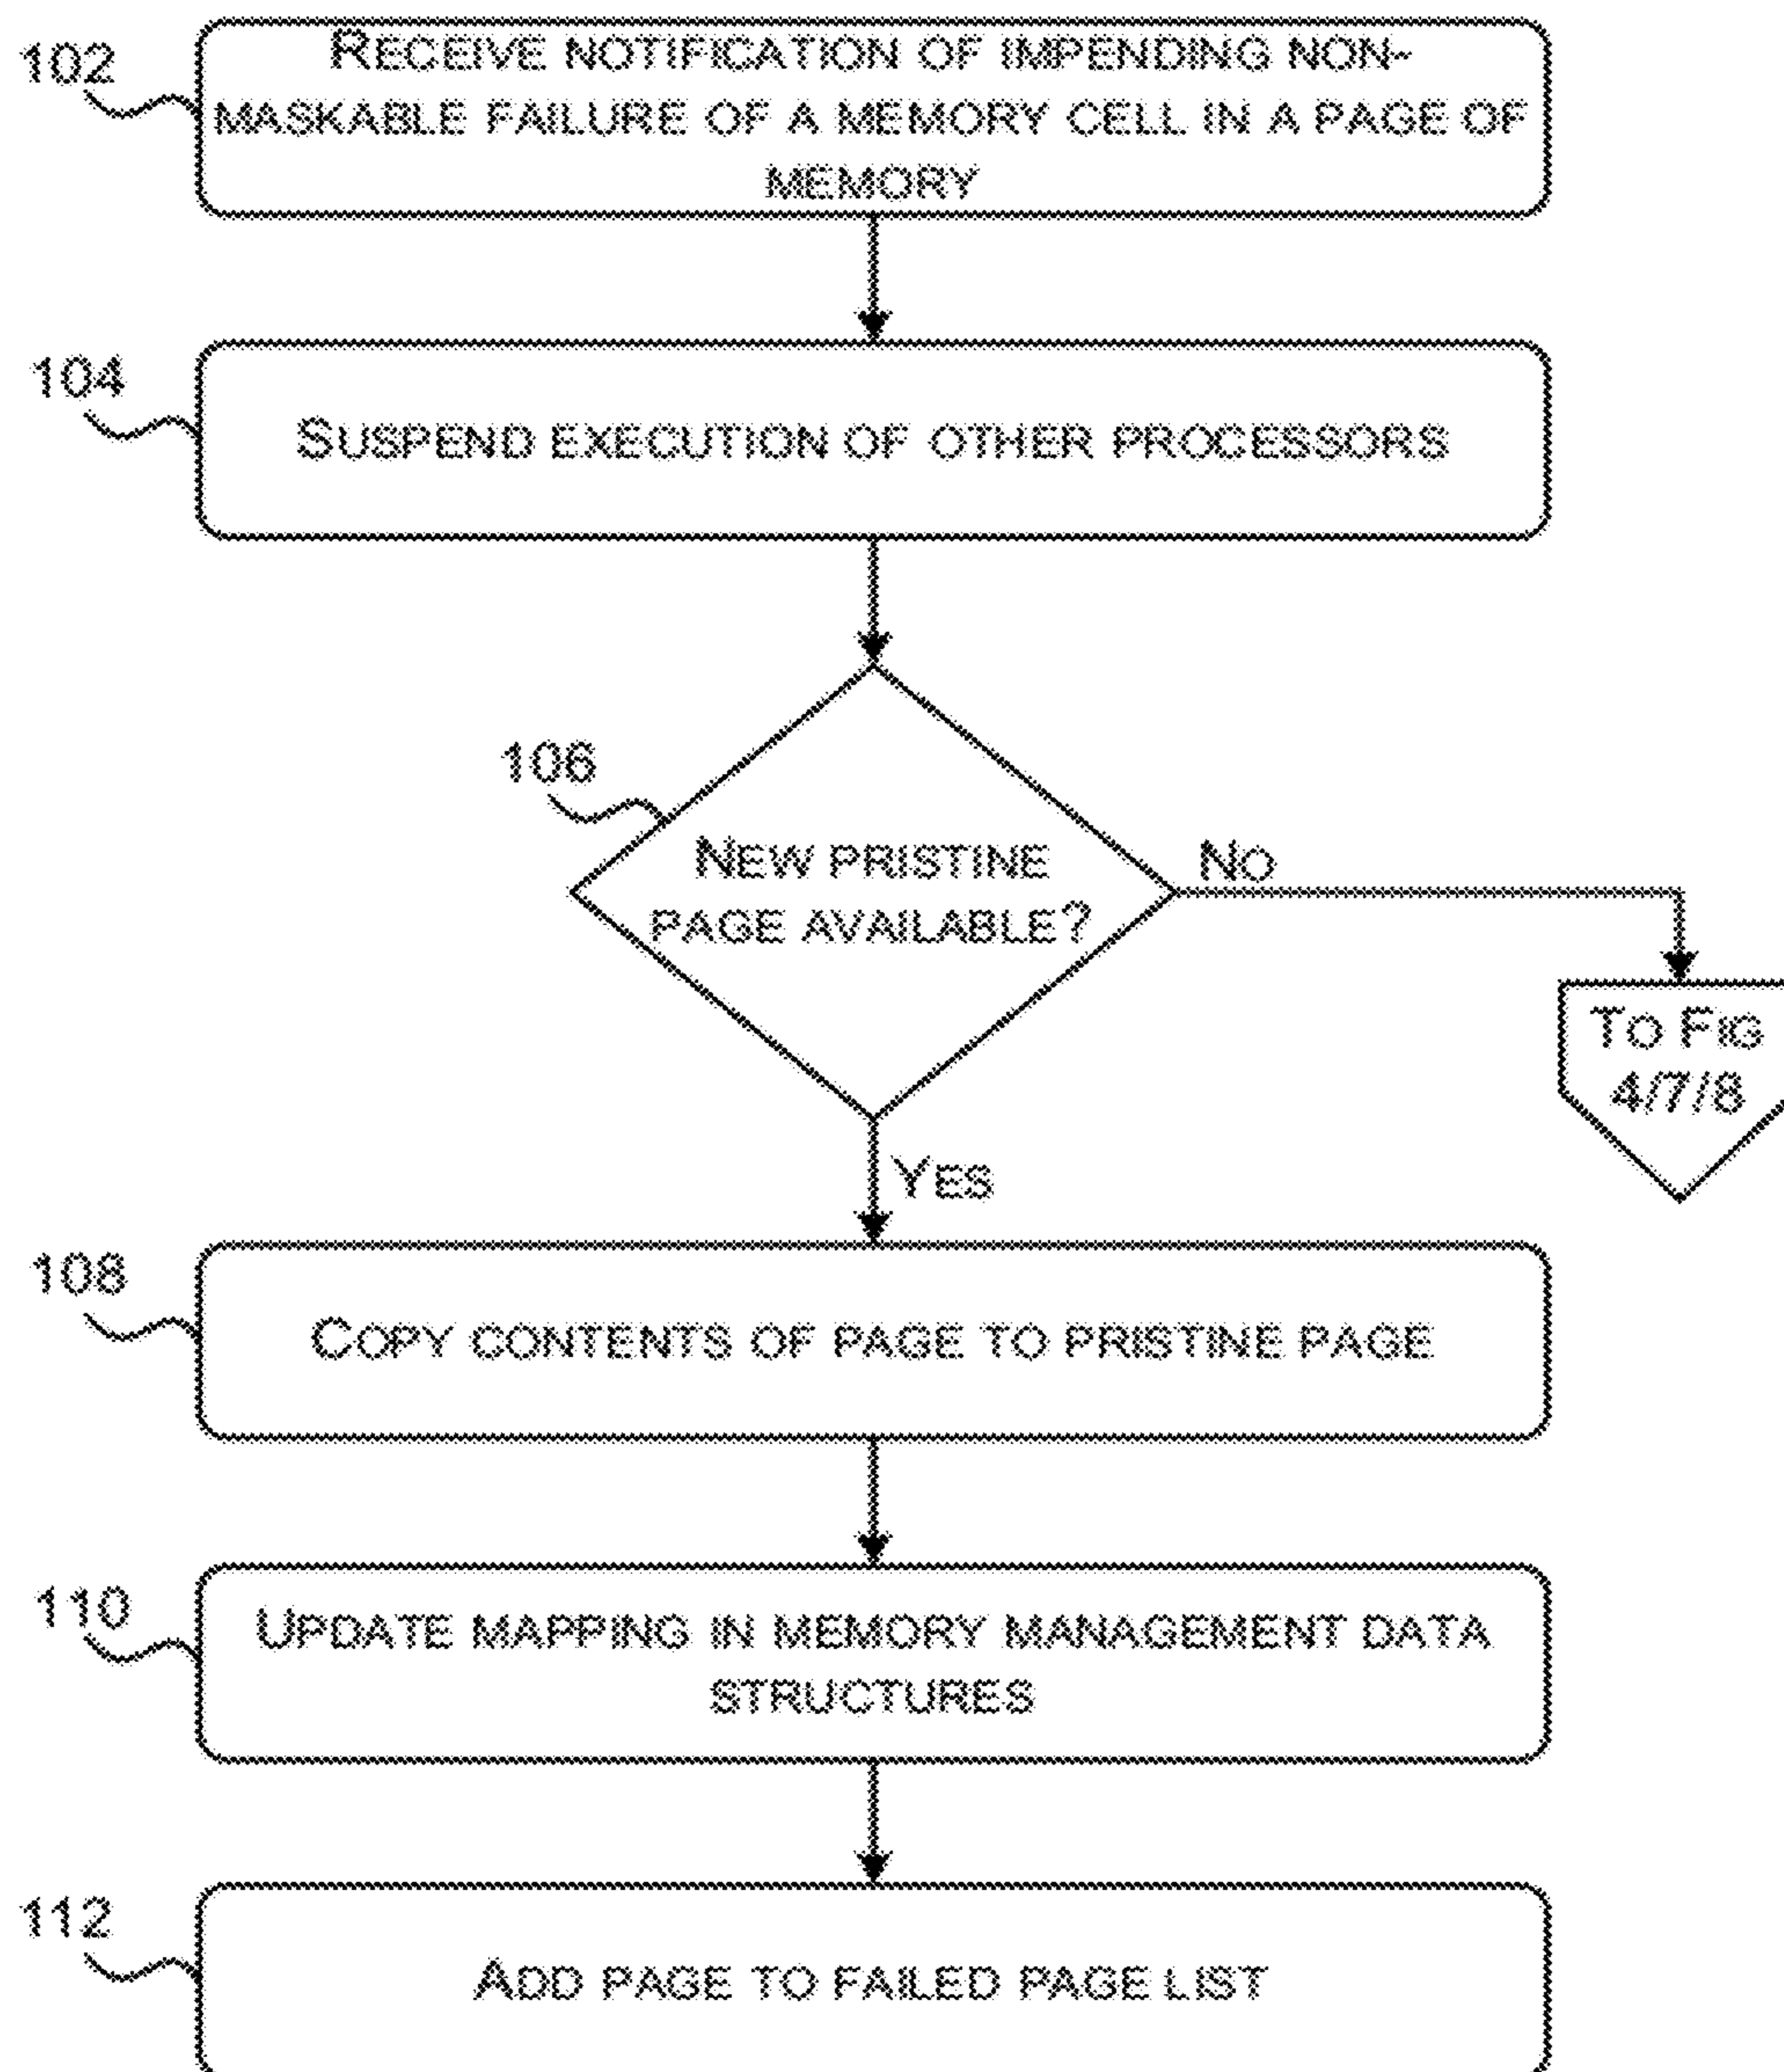 102
RECEIVE NOTIFICATION OF IMPENDING NON-
MASKABLE FAILURE OF A MEMORY CELL IN A PAGE OF
MEMORY
104
SUSPEND EXECUTION OF OTHER PROCESSORS
106
NEW PRISTINE
PAGE AVAILABLE?
NO
TO FIG
4/7/8
YES
108
COPY CONTENTS OF PAGE TO PRISTINE PAGE
110
UPDATE MAPPING IN MEMORY MANAGEMENT DATA
STRUCTURES
112
ADD PAGE TO FAILED PAGE LIST